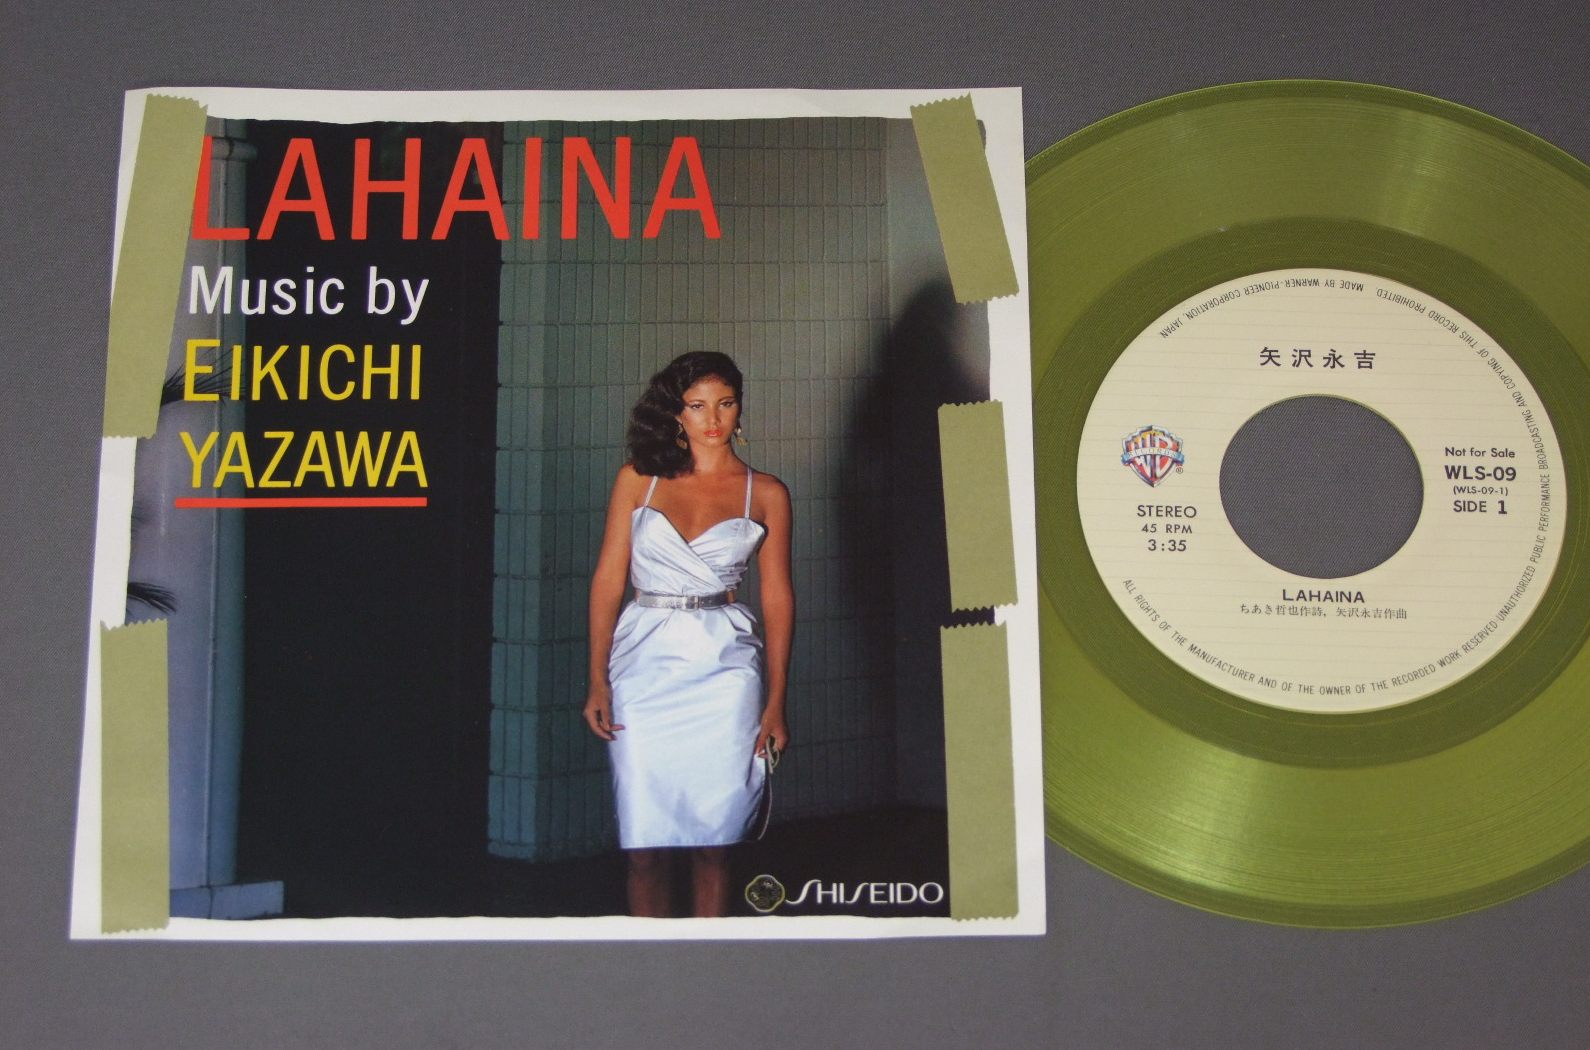 LAHAINA
Music by
EIKICHI
YAZAWA
SHISEIDO
矢沢永吉
W B
RECORDS
®
STEREO
45 RPM
3:35
Not for Sale
WLS-09
(WLS-09-1)
SIDE 1
LAHAINA
ちあき哲也作詩, 矢沢永吉作曲
ALL RIGHTS OF THE MANUFACTURER AND OF THE OWNER OF THE RECORDED WORK RESERVED UNAUTHORIZED PUBLIC PERFORMANCE BROADCASTING AND COPYING OF THIS RECORD PROHIBITED. MADE BY WARNER-PIONEER CORPORATION, JAPAN